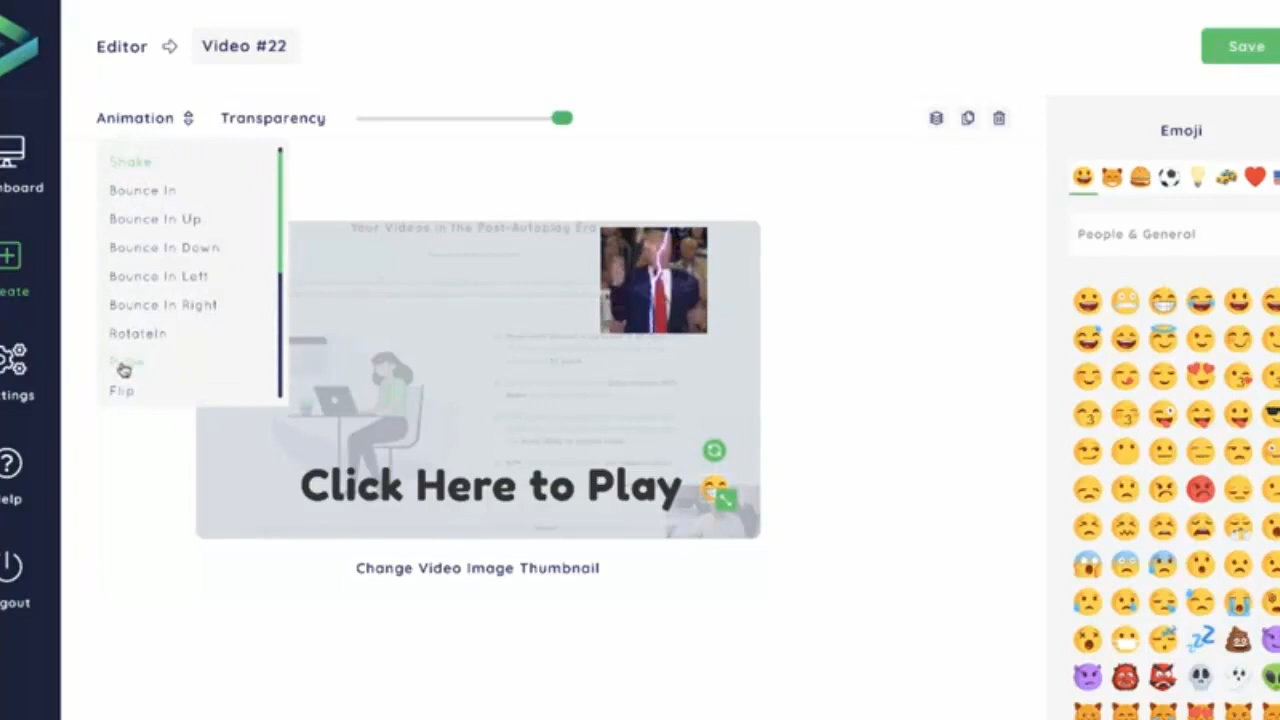 Editor
Video #22
Save
Animation
Transparency
Emoji
Shake
Bounce In
Bounce In Up
Bounce In Down
Bounce In Left
Bounce In Right
RotateIn
Flip
People & General
Your Videos in the Post-Autoplay Era
Click Here to Play
Change Video Image Thumbnail
board
eate
ttings
elp
gout